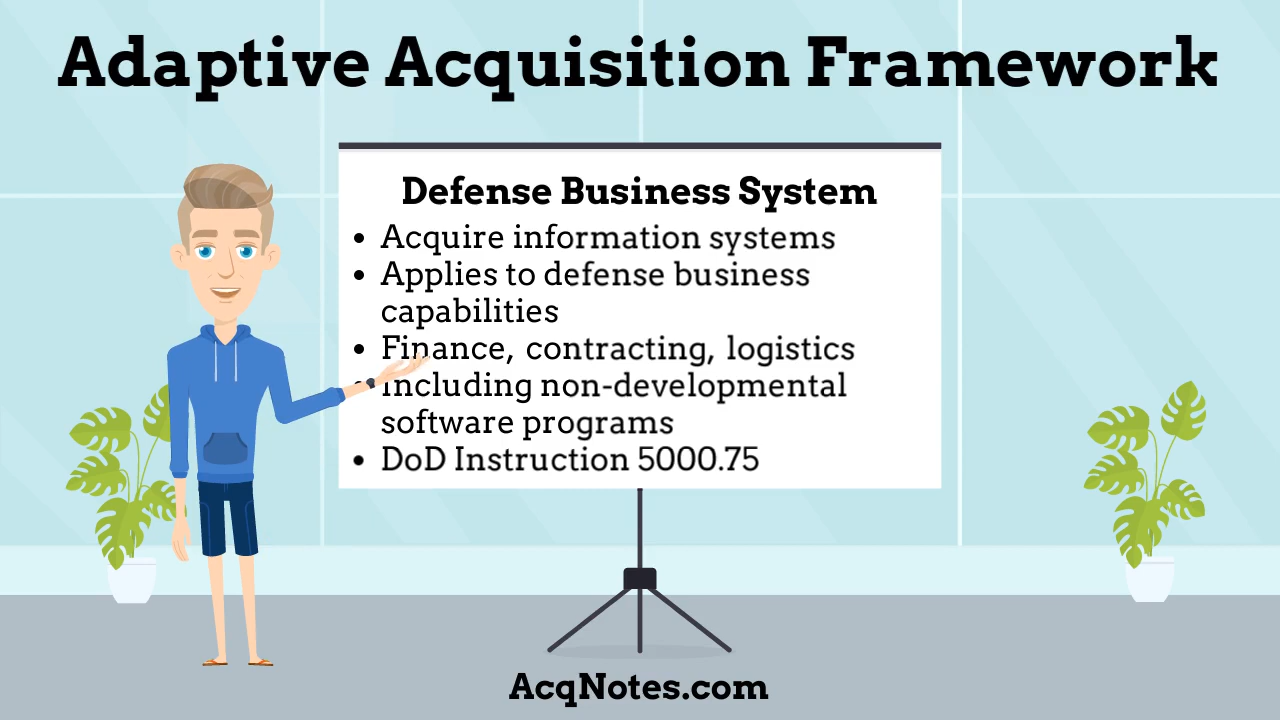 Adaptive Acquisition Framework
Defense Business System
• Acquire information systems
• Applies to defense business
capabilities
• Finance, contracting, logistics
• Including non-developmental
software programs
• DoD Instruction 5000.75
AcqNotes.com